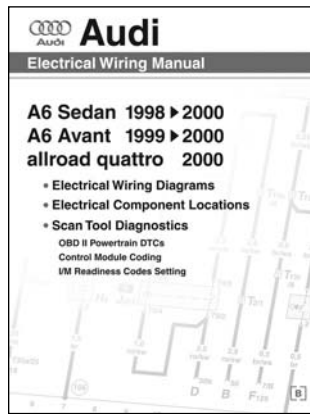 Audi Audi
Electrical Wiring Manual
A6 Sedan 1998 ▶ 2000
A6 Avant 1999 ▶ 2000
allroad quattro 2000
• Electrical Wiring Diagrams
• Electrical Component Locations
• Scan Tool Diagnostics
OBD II Powertrain DTCs
Control Module Coding
I/M Readiness Codes Setting
D
B
F
[B]